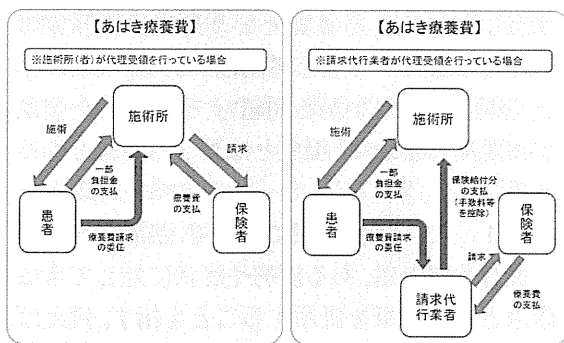 【あはき療養費】
※施術所(者)が代理受領を行っている場合
施術所
施術
一部
負担金
の支払
請求
療養費
の支払
患者
保険者
療養費請求
の委任
【あはき療養費】
※請求代行業者が代理受領を行っている場合
施術所
施術
一部
負担金
の支払
保険給付分
の支払
(手数料等
を控除)
患者
保険者
療養費請求
の委任
請求
請求代
行業者
療養費
の支払